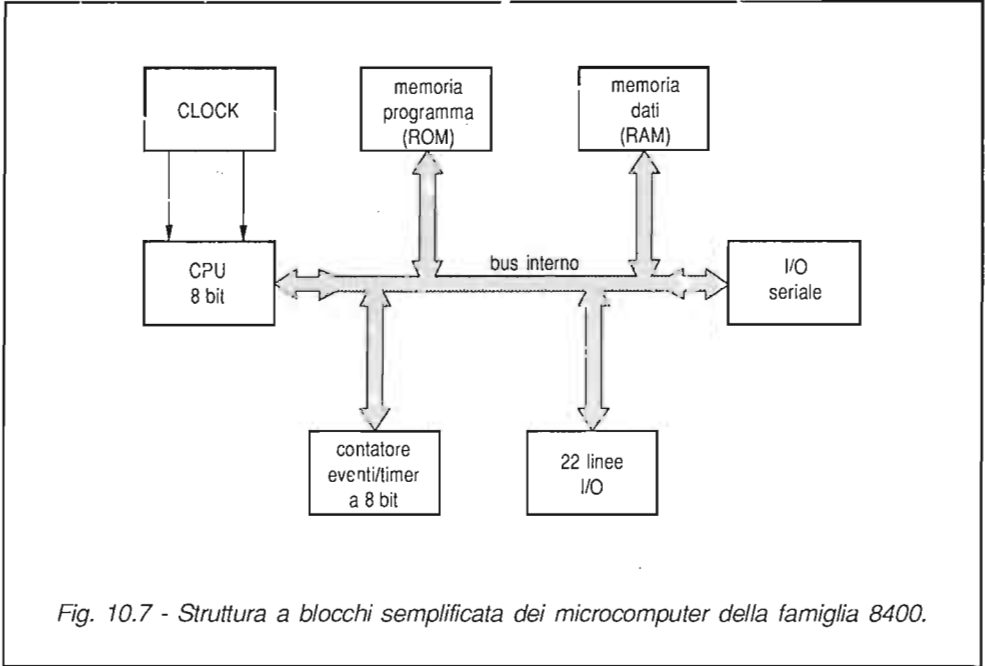 CLOCK
memoria
programma
(ROM)
memoria
dati
(RAM)
CPU
8 bit
bus interno
I/O
seriale
contatore
eventi/timer
a 8 bit
22 linee
I/O
Fig. 10.7 - Struttura a blocchi semplificata dei microcomputer della famiglia 8400.